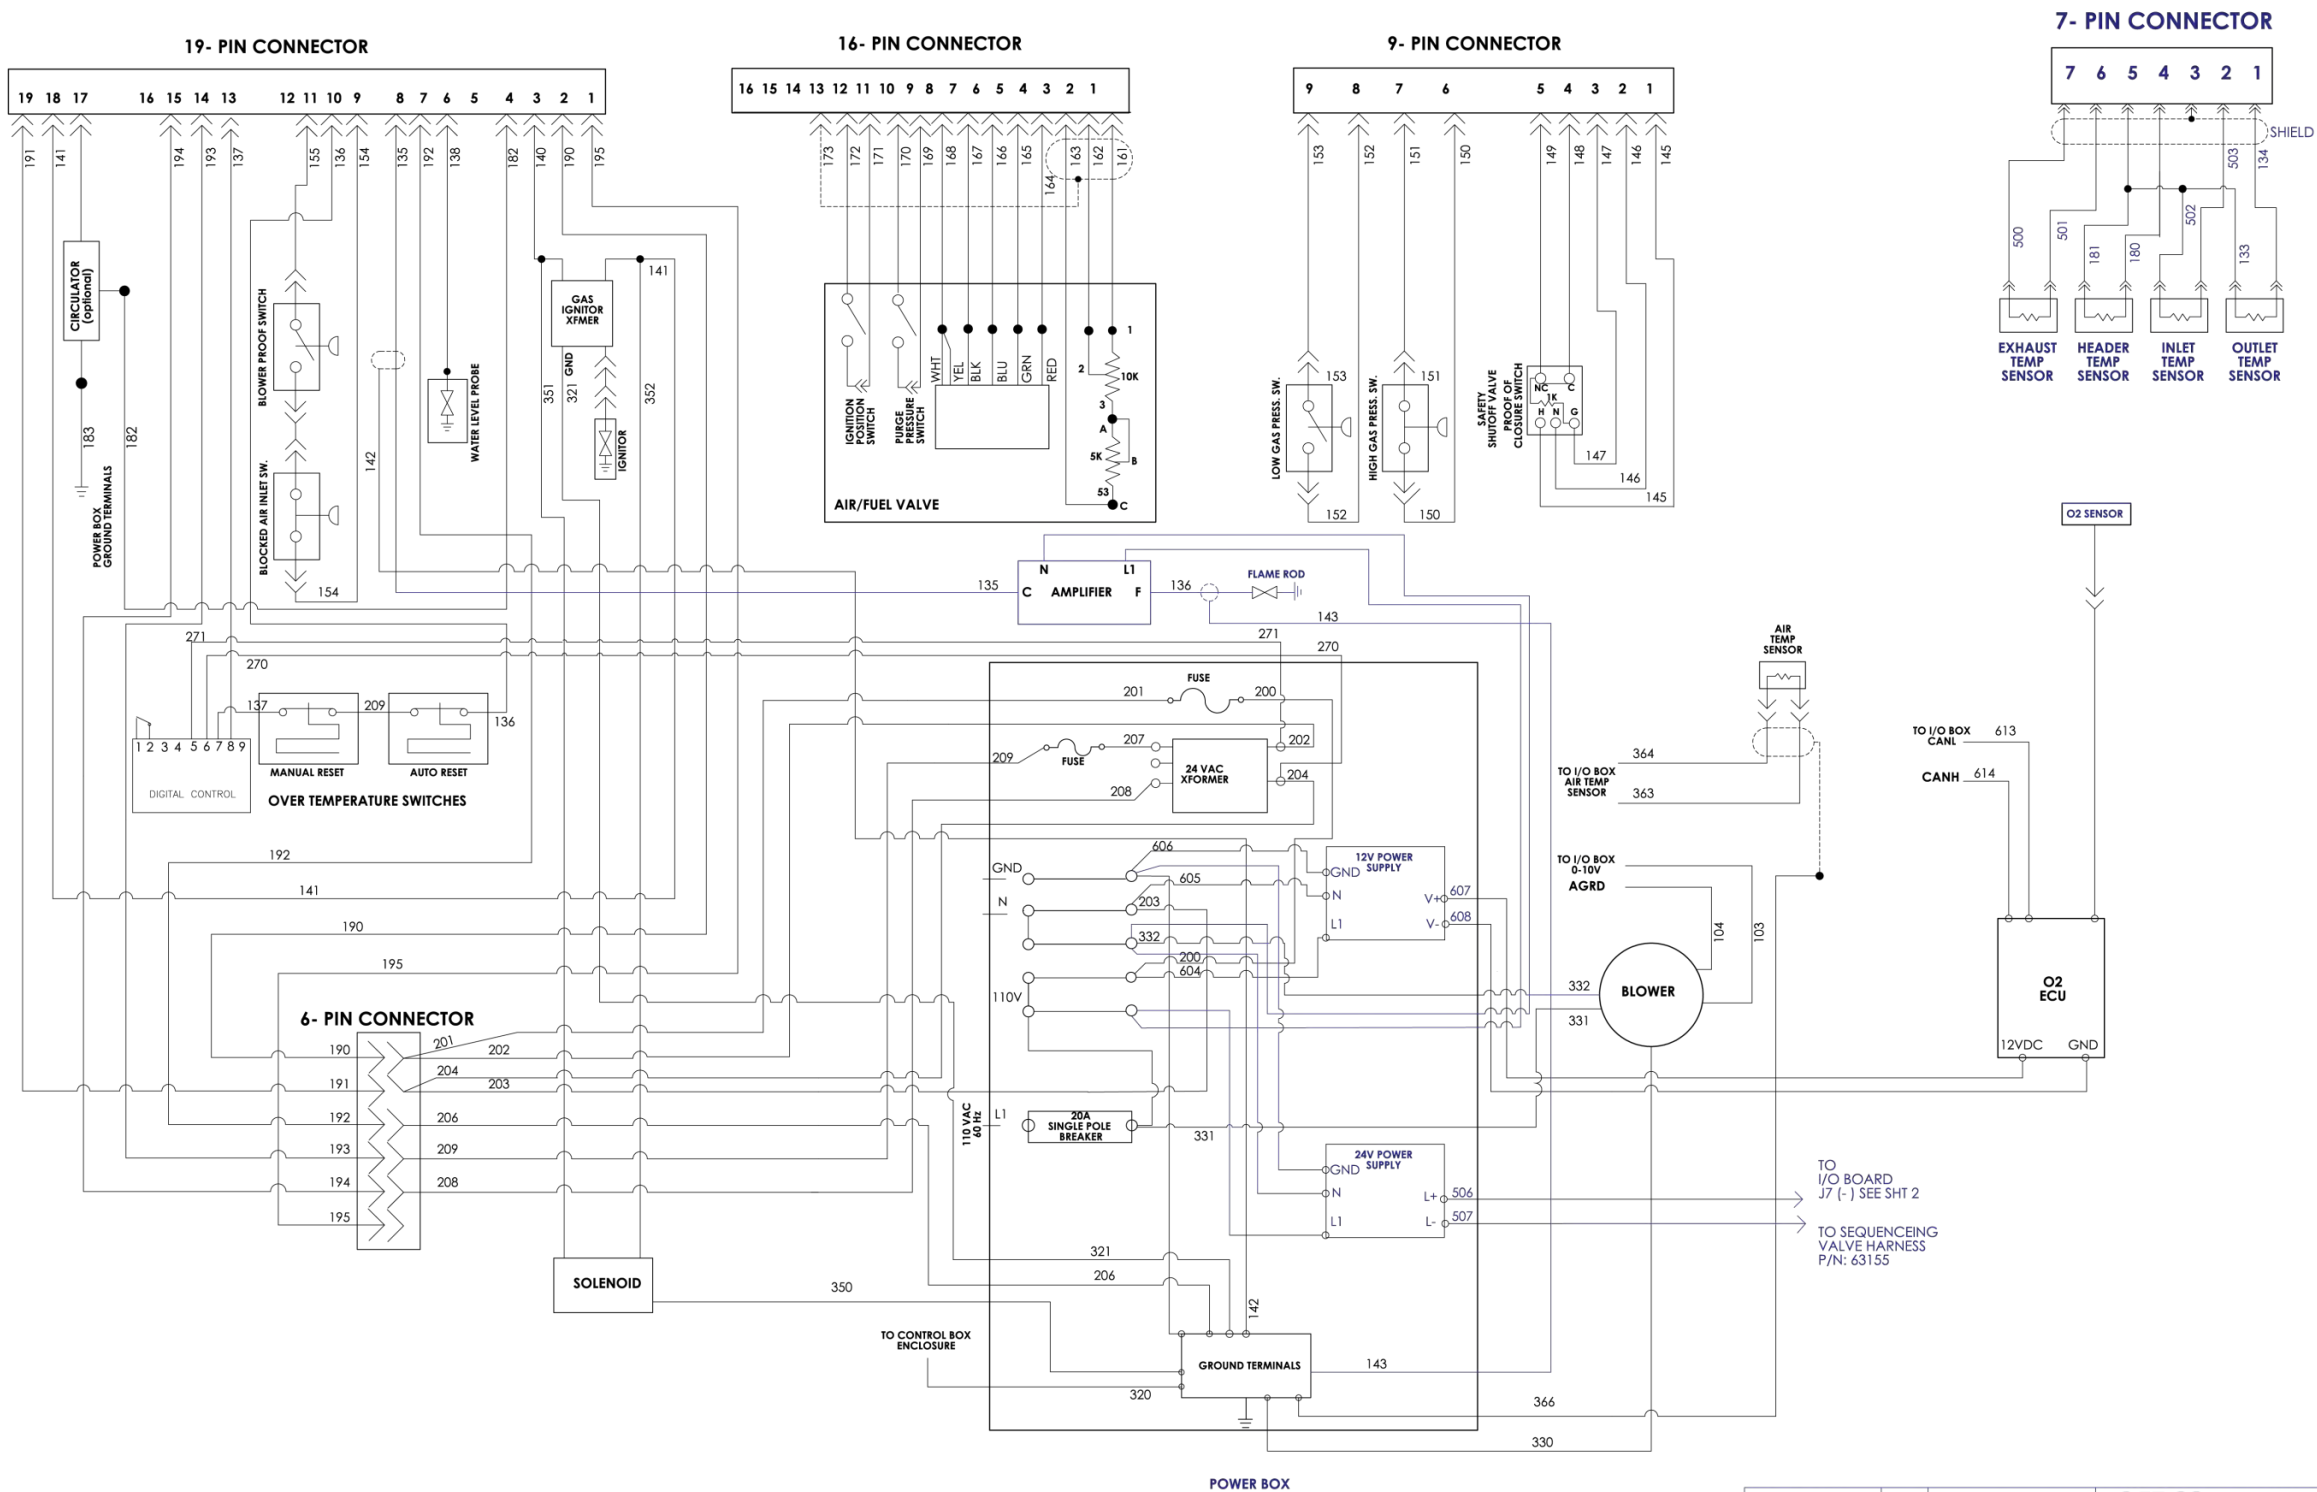 7- PIN CONNECTOR
19- PIN CONNECTOR
16- PIN CONNECTOR
9- PIN CONNECTOR
7 6 5 4 3 2 1
19 18 17 16 15 14 13 12 11 10 9 8 7 6 5 4 3 2 1
16 15 14 13 12 11 10 9 8 7 6 5 4 3 2 1
9 8 7 6 5 4 3 2 1
SHIELD
191 141 194 193 137 155 136 154 135 192 138 182 140 190 195
173 172 171 170 169 168 167 166 165 164 163 162 161
153 152 151 150 149 148 147 146 145
503 134
500 501 181 180 502 133
CIRCULATOR
(optional)
183
182
POWER BOX
GROUND TERMINALS
BLOWER PROOF SWITCH
BLOCKED AIR INLET SW.
154
142
WATER LEVEL PROBE
141
GAS
IGNITOR
XFMER
GND
351
321
352
IGNITOR
IGNITION
POSITION
SWITCH
PURGE
PRESSURE
SWITCH
WHT
YEL
BLK
BLU
GRN
RED
1
2
10K
3
A
5K
B
53
C
AIR/FUEL VALVE
LOW GAS PRESS. SW.
153
152
HIGH GAS PRESS. SW.
151
150
SAFETY
SHUTOFF VALVE
PROOF OF
CLOSURE SWITCH
NC C
1K
H N G
147
146
145
EXHAUST
TEMP
SENSOR
HEADER
TEMP
SENSOR
INLET
TEMP
SENSOR
OUTLET
TEMP
SENSOR
O2 SENSOR
N L1
135
C AMPLIFIER F
136
FLAME ROD
143
271
270
271
270
137
209
136
1 2 3 4 5 6 7 8 9
DIGITAL CONTROL
MANUAL RESET
AUTO RESET
OVER TEMPERATURE SWITCHES
AIR
TEMP
SENSOR
FUSE
201
200
209
FUSE
207
208
24 VAC
XFORMER
202
204
364
TO I/O BOX
AIR TEMP
SENSOR
363
TO I/O BOX
CANL
613
CANH
614
192
141
190
195
GND
606
605
N
203
332
200
604
110V
12V POWER
SUPPLY
GND
N
L1
V+
607
V-
608
TO I/O BOX
0-10V
AGRD
104
103
332
331
BLOWER
O2
ECU
12VDC GND
6- PIN CONNECTOR
190
201
202
191
204
203
192
206
193
209
194
208
195
110 VAC
60 Hz
L1
20A
SINGLE POLE
BREAKER
331
24V POWER
SUPPLY
GND
N
L1
L+
506
L-
507
TO
I/O BOARD
J7 (- ) SEE SHT 2
TO SEQUENCEING
VALVE HARNESS
P/N: 63155
321
206
142
SOLENOID
350
TO CONTROL BOX
ENCLOSURE
320
GROUND TERMINALS
143
366
330
POWER BOX